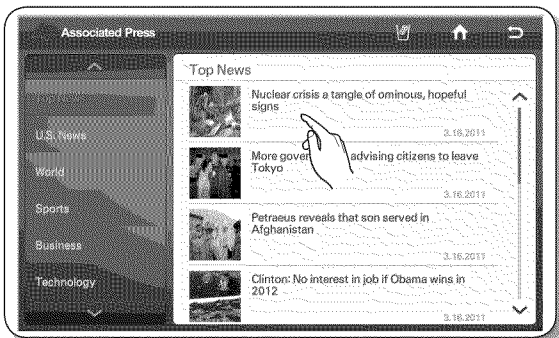 Associated Press
Top News
Nuclear crisis a tangle of ominous, hopeful
signs
3.16.2011
More gover advising citizens to leave
Tokyo
3.16.2011
Petraeus reveals that son served in
Afghanistan
3.16.2011
Clinton: No interest in job if Obama wins in
2012
3.16.2011
U.S. News
World
Sports
Business
Technology